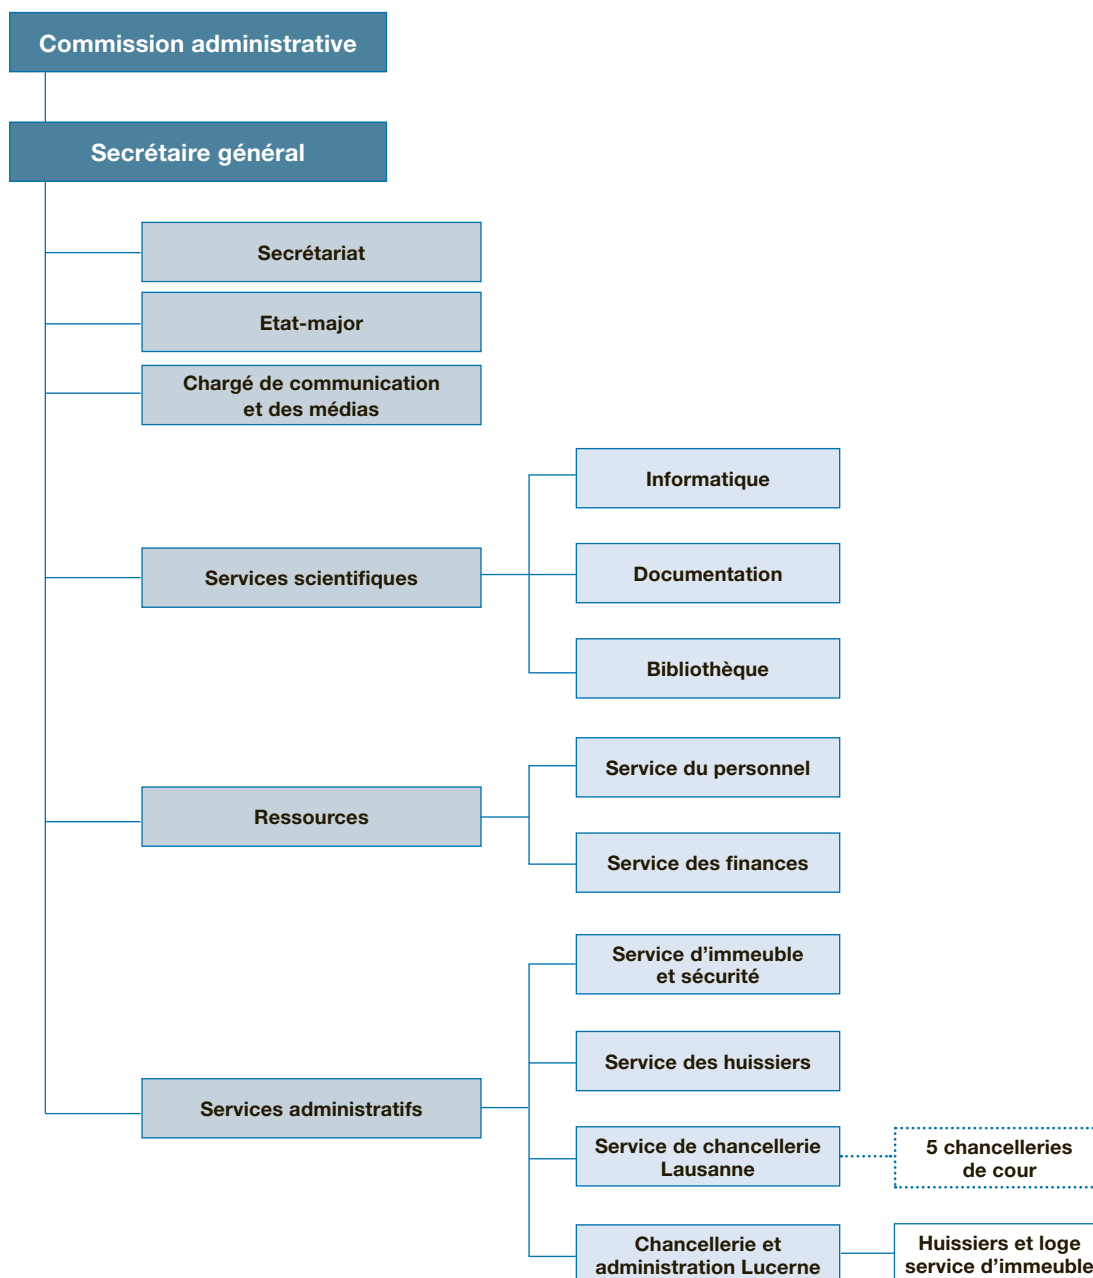 Commission administrative
Secrétaire général
Secrétariat
Etat-major
Chargé de communication
et des médias
Services scientifiques
Informatique
Documentation
Bibliothèque
Ressources
Service du personnel
Service des finances
Services administratifs
Service d'immeuble
et sécurité
Service des huissiers
Service de chancellerie
Lausanne
5 chancelleries
de cour
Chancellerie et
administration Lucerne
Huissiers et loge
service d'immeuble